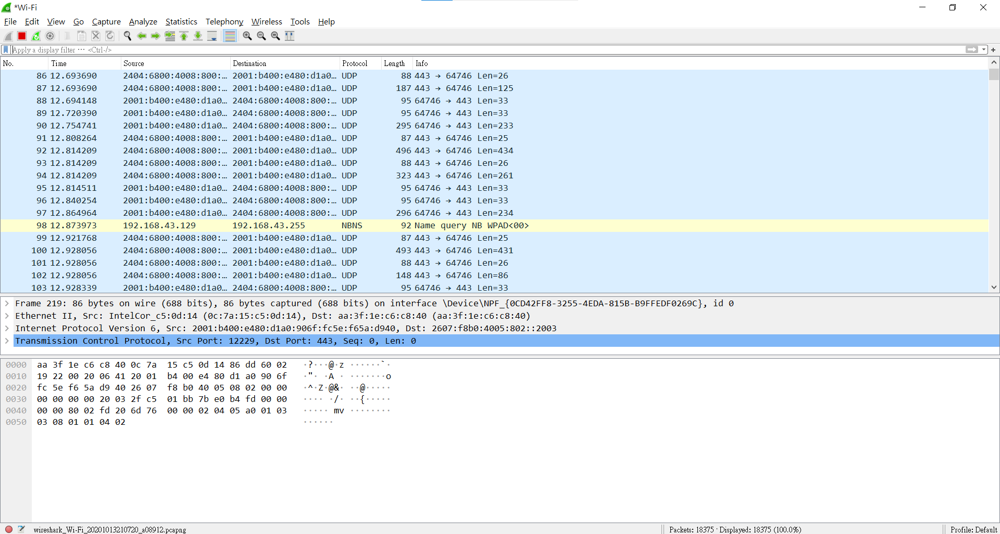 *Wi-Fi
File Edit View Go Capture Analyze Statistics Telephony Wireless Tools Help
Apply a display filter ··· <Ctrl-/>
No. Time Source Destination Protocol Length Info
86 12.693690 2404:6800:4008:800:… 2001:b400:e480:d1a0… UDP 88 443 → 64746 Len=26
87 12.693690 2404:6800:4008:800:… 2001:b400:e480:d1a0… UDP 187 443 → 64746 Len=125
88 12.694148 2001:b400:e480:d1a0… 2404:6800:4008:800:… UDP 95 64746 → 443 Len=33
89 12.720390 2001:b400:e480:d1a0… 2404:6800:4008:800:… UDP 95 64746 → 443 Len=33
90 12.754741 2001:b400:e480:d1a0… 2404:6800:4008:800:… UDP 295 64746 → 443 Len=233
91 12.808264 2404:6800:4008:800:… 2001:b400:e480:d1a0… UDP 87 443 → 64746 Len=25
92 12.814209 2404:6800:4008:800:… 2001:b400:e480:d1a0… UDP 496 443 → 64746 Len=434
93 12.814209 2404:6800:4008:800:… 2001:b400:e480:d1a0… UDP 88 443 → 64746 Len=26
94 12.814209 2404:6800:4008:800:… 2001:b400:e480:d1a0… UDP 323 443 → 64746 Len=261
95 12.814511 2001:b400:e480:d1a0… 2404:6800:4008:800:… UDP 95 64746 → 443 Len=33
96 12.840254 2001:b400:e480:d1a0… 2404:6800:4008:800:… UDP 95 64746 → 443 Len=33
97 12.864964 2001:b400:e480:d1a0… 2404:6800:4008:800:… UDP 296 64746 → 443 Len=234
98 12.873973 192.168.43.129 192.168.43.255 NBNS 92 Name query NB WPAD<00>
99 12.921768 2404:6800:4008:800:… 2001:b400:e480:d1a0… UDP 87 443 → 64746 Len=25
100 12.928056 2404:6800:4008:800:… 2001:b400:e480:d1a0… UDP 493 443 → 64746 Len=431
101 12.928056 2404:6800:4008:800:… 2001:b400:e480:d1a0… UDP 88 443 → 64746 Len=26
102 12.928056 2404:6800:4008:800:… 2001:b400:e480:d1a0… UDP 148 443 → 64746 Len=86
103 12.928339 2001:b400:e480:d1a0… 2404:6800:4008:800:… UDP 95 64746 → 443 Len=33
Frame 219: 86 bytes on wire (688 bits), 86 bytes captured (688 bits) on interface \Device\NPF_{0CD42FF8-3255-4EDA-815B-B9FFEDF0269C}, id 0
Ethernet II, Src: IntelCor_c5:0d:14 (0c:7a:15:c5:0d:14), Dst: aa:3f:1e:c6:c8:40 (aa:3f:1e:c6:c8:40)
Internet Protocol Version 6, Src: 2001:b400:e480:d1a0:906f:fc5e:f65a:d940, Dst: 2607:f8b0:4005:802::2003
Transmission Control Protocol, Src Port: 12229, Dst Port: 443, Seq: 0, Len: 0
0000 aa 3f 1e c6 c8 40 0c 7a 15 c5 0d 14 86 dd 60 02 ·?···@·z ······`·
0010 19 22 00 20 06 41 20 01 b4 00 e4 80 d1 a0 90 6f ·"· ·A · ·······o
0020 fc 5e f6 5a d9 40 26 07 f8 b0 40 05 08 02 00 00 ·^·Z·@&· ··@·····
0030 00 00 00 00 20 03 2f c5 01 bb 7b e0 b4 fd 00 00 ···· ·/· ··{·····
0040 00 00 80 02 fd 20 6d 76 00 00 02 04 05 a0 01 03 ····· mv ········
0050 03 08 01 01 04 02 ······
wireshark_Wi-Fi_20201013210720_a08912.pcapng Packets: 18375 · Displayed: 18375 (100.0%) Profile: Default